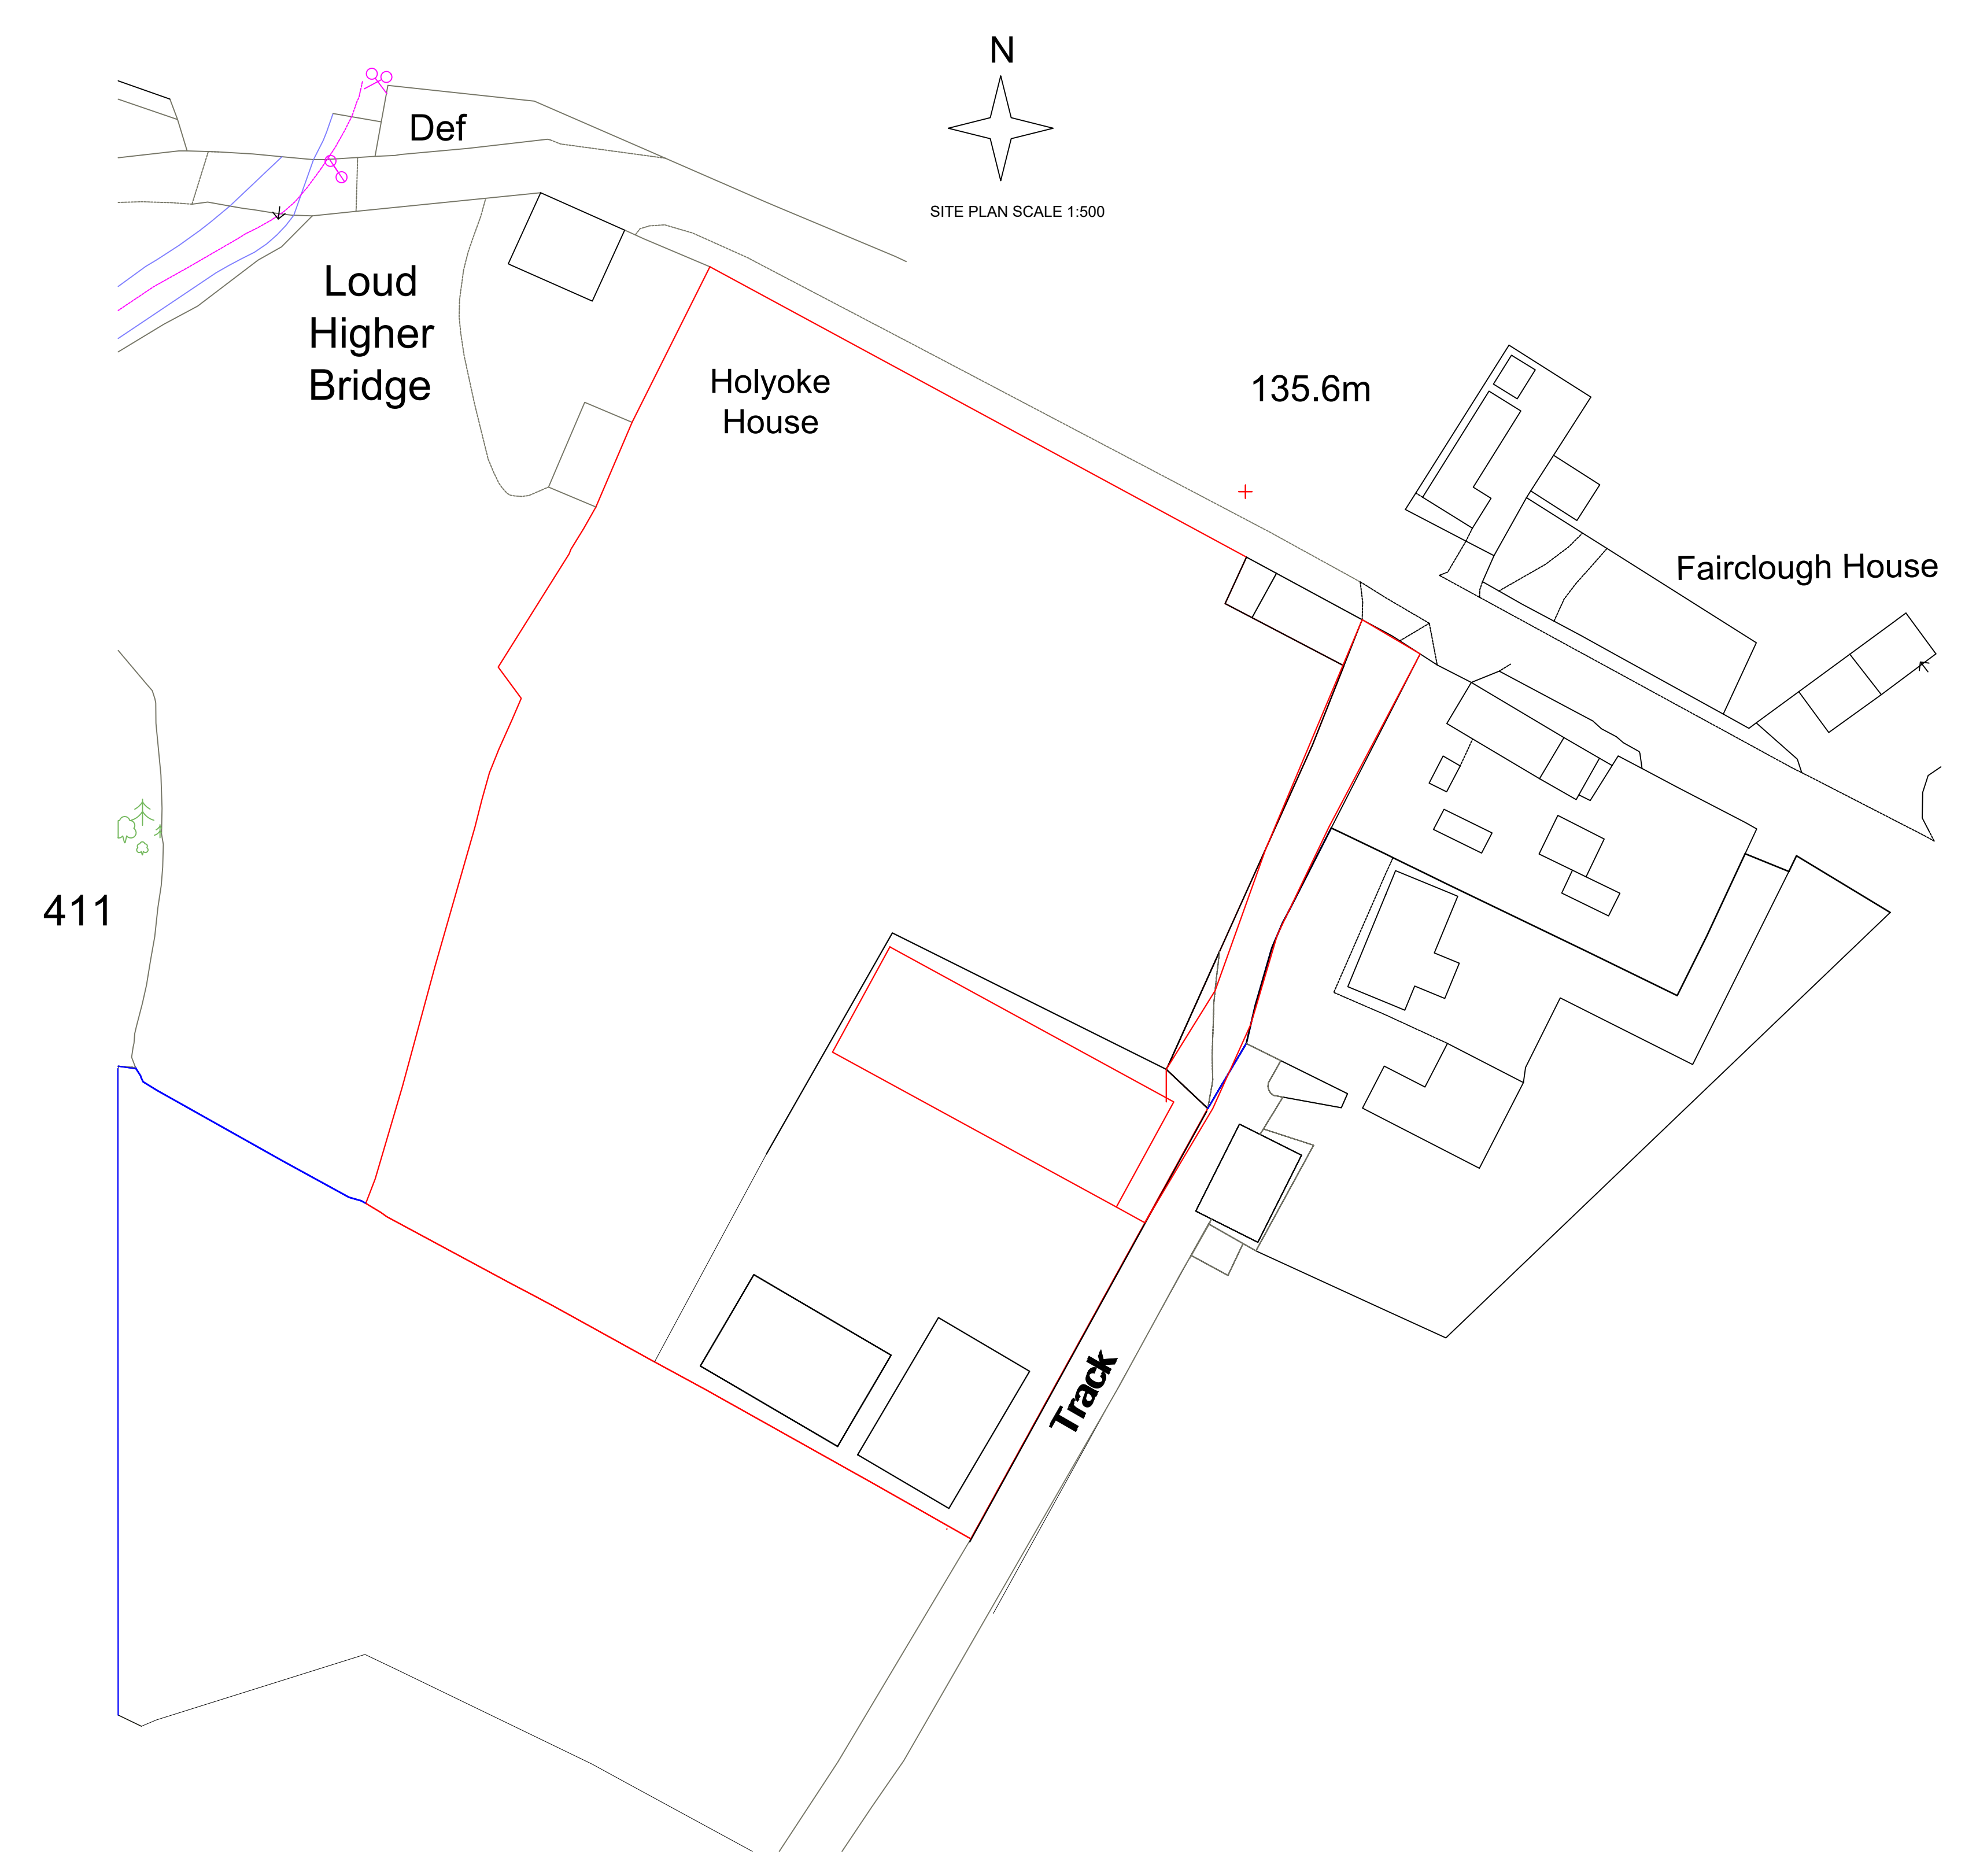 N
Def
SITE PLAN SCALE 1:500
Loud
Higher
Bridge
Holyoke
House
135.6m
Fairclough House
411
Track